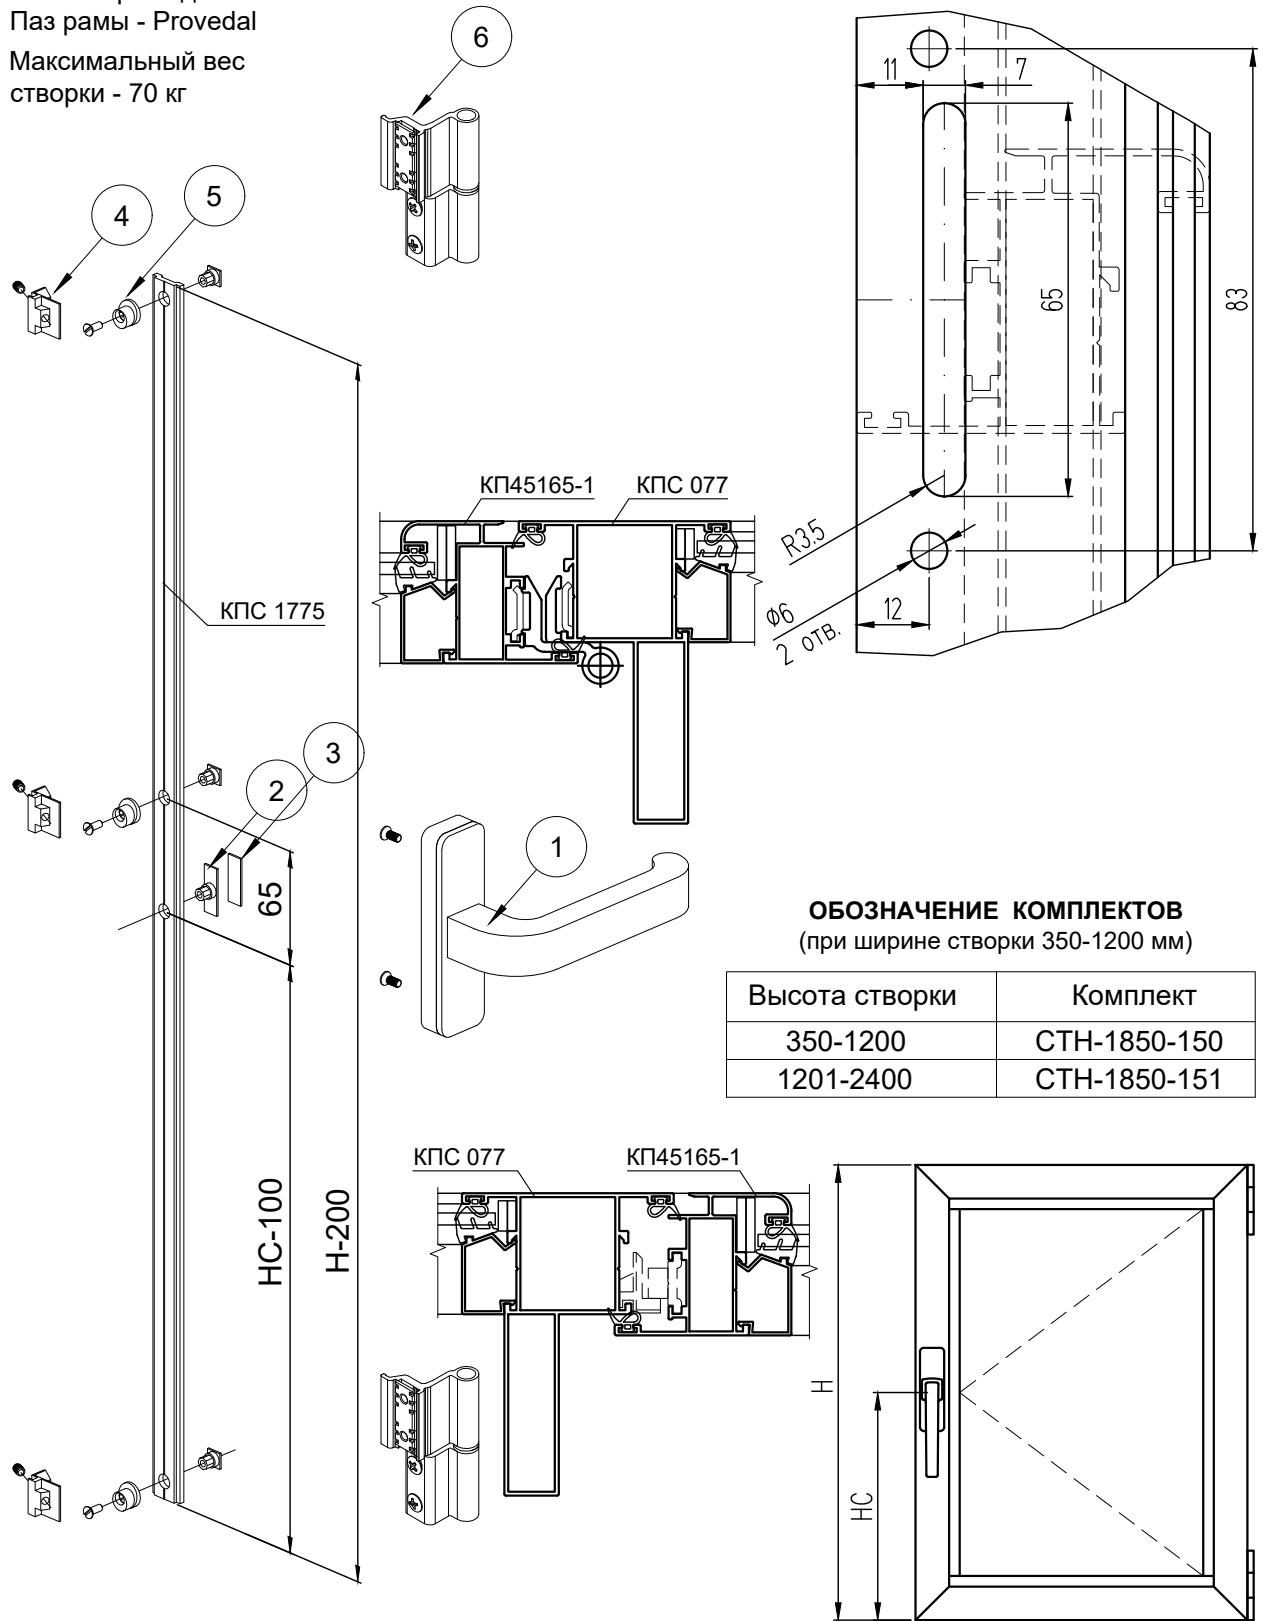 Паз рамы - Provedal
Максимальный вес
створки - 70 кг
6
5
4
11
7
65
83
R3,5
Ø6
2 отв.
12
КП45165-1
КПС 077
КПС 1775
3
2
1
65
НС-100
Н-200
ОБОЗНАЧЕНИЕ КОМПЛЕКТОВ
(при ширине створки 350-1200 мм)
Высота створки Комплект
350-1200 СТН-1850-150
1201-2400 СТН-1850-151
КПС 077
КП45165-1
Н
НС